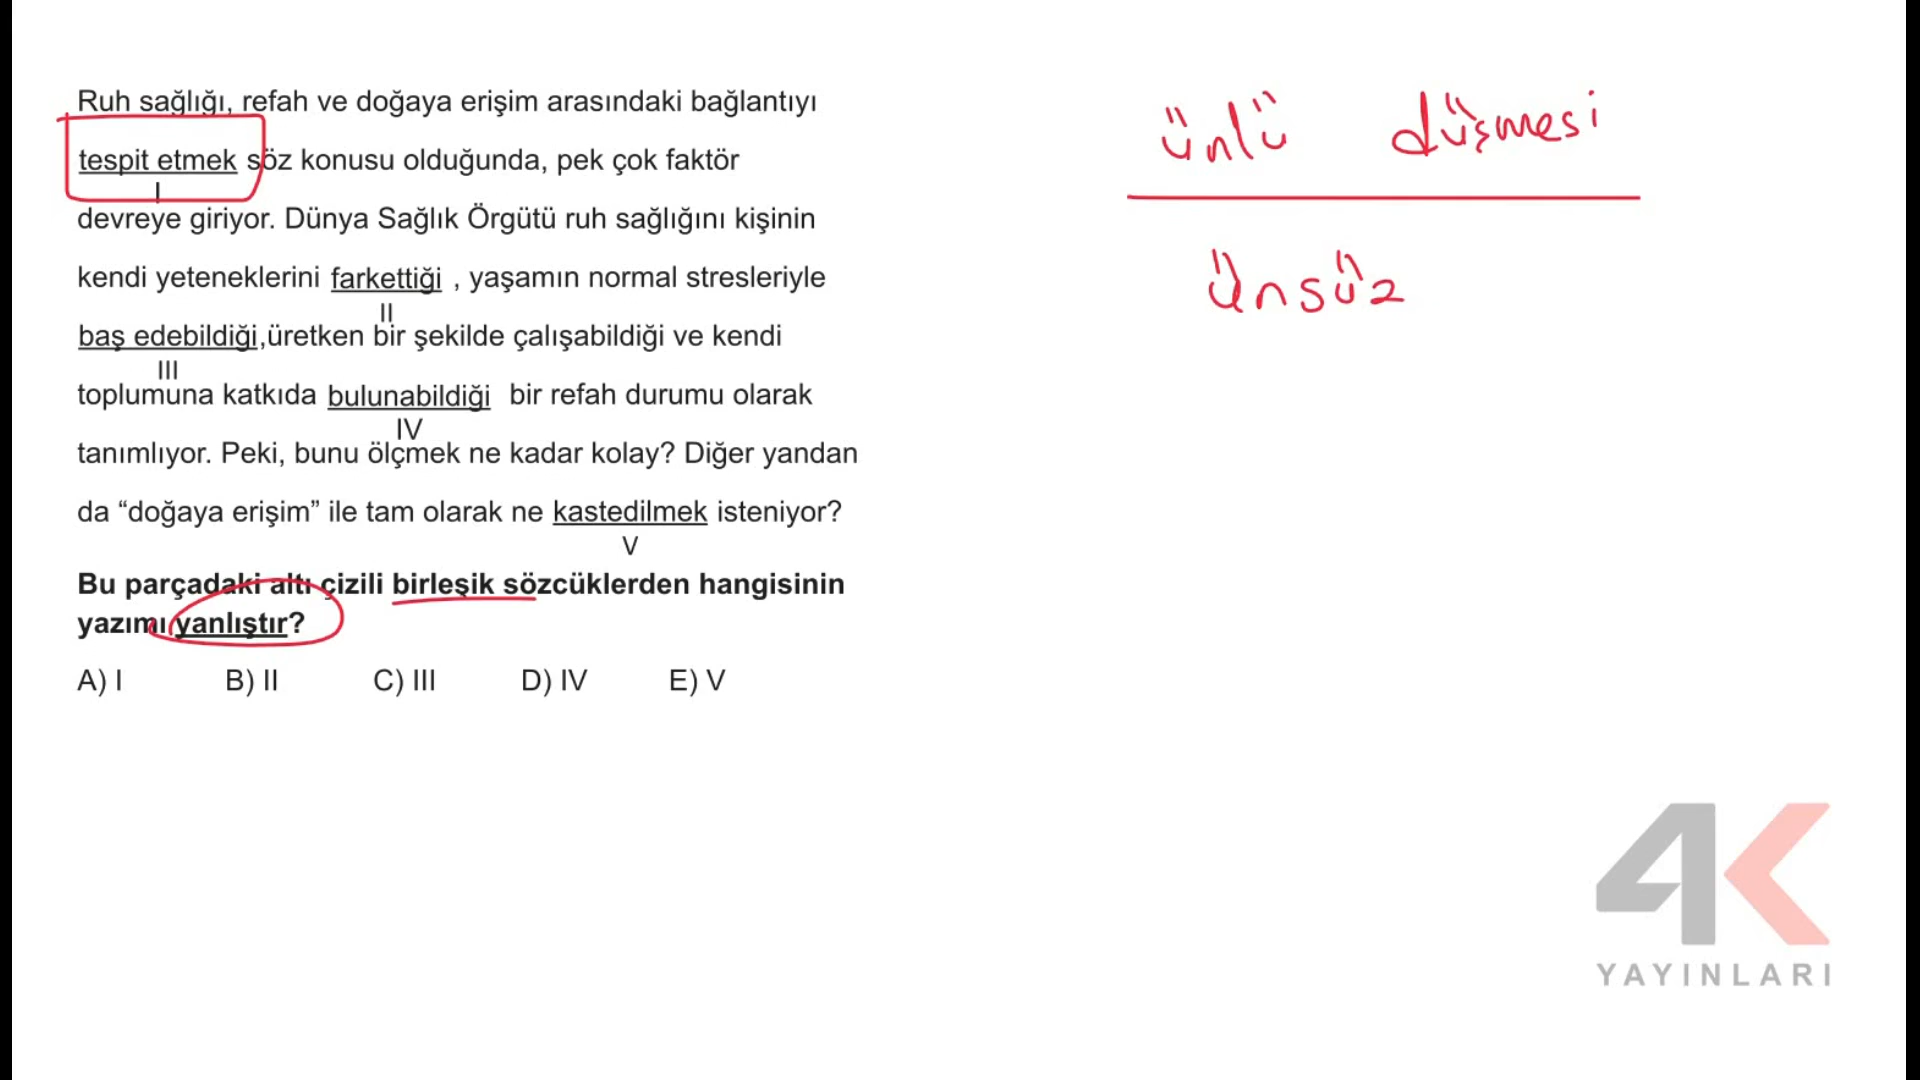 Ruh sağlığı, refah ve doğaya erişim arasındaki bağlantıyı
tespit etmek söz konusu olduğunda, pek çok faktör
I
devreye giriyor. Dünya Sağlık Örgütü ruh sağlığını kişinin
kendi yeteneklerini farkettiği , yaşamın normal stresleriyle
II
baş edebildiği,üretken bir şekilde çalışabildiği ve kendi
III
toplumuna katkıda bulunabildiği bir refah durumu olarak
IV
tanımlıyor. Peki, bunu ölçmek ne kadar kolay? Diğer yandan
da “doğaya erişim” ile tam olarak ne kastedilmek isteniyor?
V
Bu parçadaki altı çizili birleşik sözcüklerden hangisinin
yazımı yanlıştır?
A) I B) II C) III D) IV E) V
ünlü düşmesi
ünsüz
4K
YAYINLARI